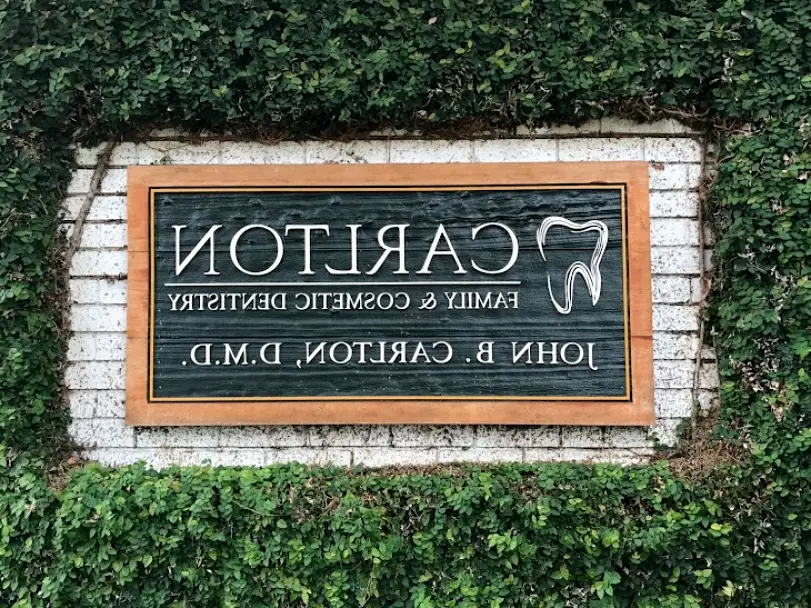 CARLTON
FAMILY & COSMETIC DENTISTRY
JOHN B. CARLTON, D.M.D.